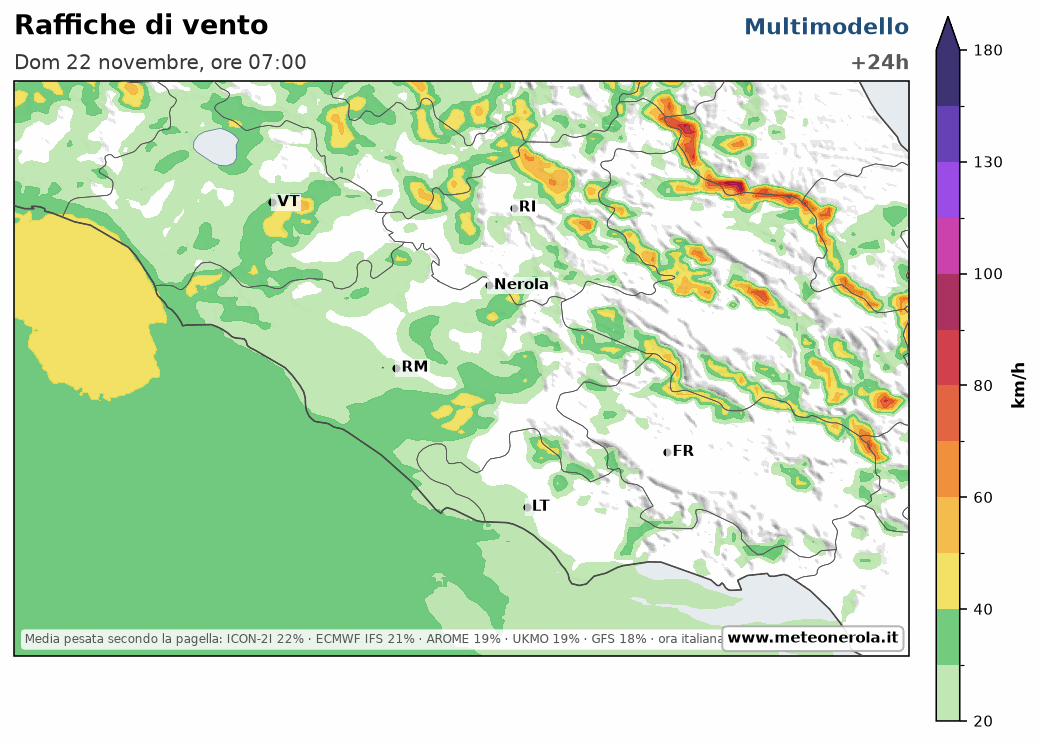 Raffiche di vento
Multimodello
Dom 22 novembre, ore 07:00
+24h
180
130
100
80
60
40
20
km/h
VT
RI
Nerola
RM
FR
LT
Media pesata secondo la pagella: ICON-2I 22% · ECMWF IFS 21% · AROME 19% · UKMO 19% · GFS 18% · ora italiana
www.meteonerola.it